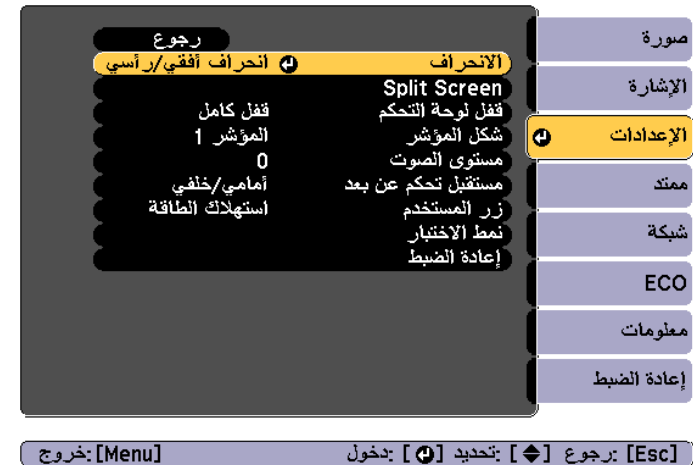 صورة
الإشارة
الإعدادات
ممتد
شبكة
ECO
معلومات
إعادة الضبط
رجوع
الانحراف انحراف أفقي/رأسي
Split Screen
قفل لوحة التحكم قفل كامل
شكل المؤشر المؤشر 1
مستوى الصوت 0
مستقبل تحكم عن بعد أمامي/خلفي
زر المستخدم استهلاك الطاقة
نمط الاختبار
إعادة الضبط
[Esc] :رجوع [ ] :تحديد [ ] :دخول [Menu] :خروج